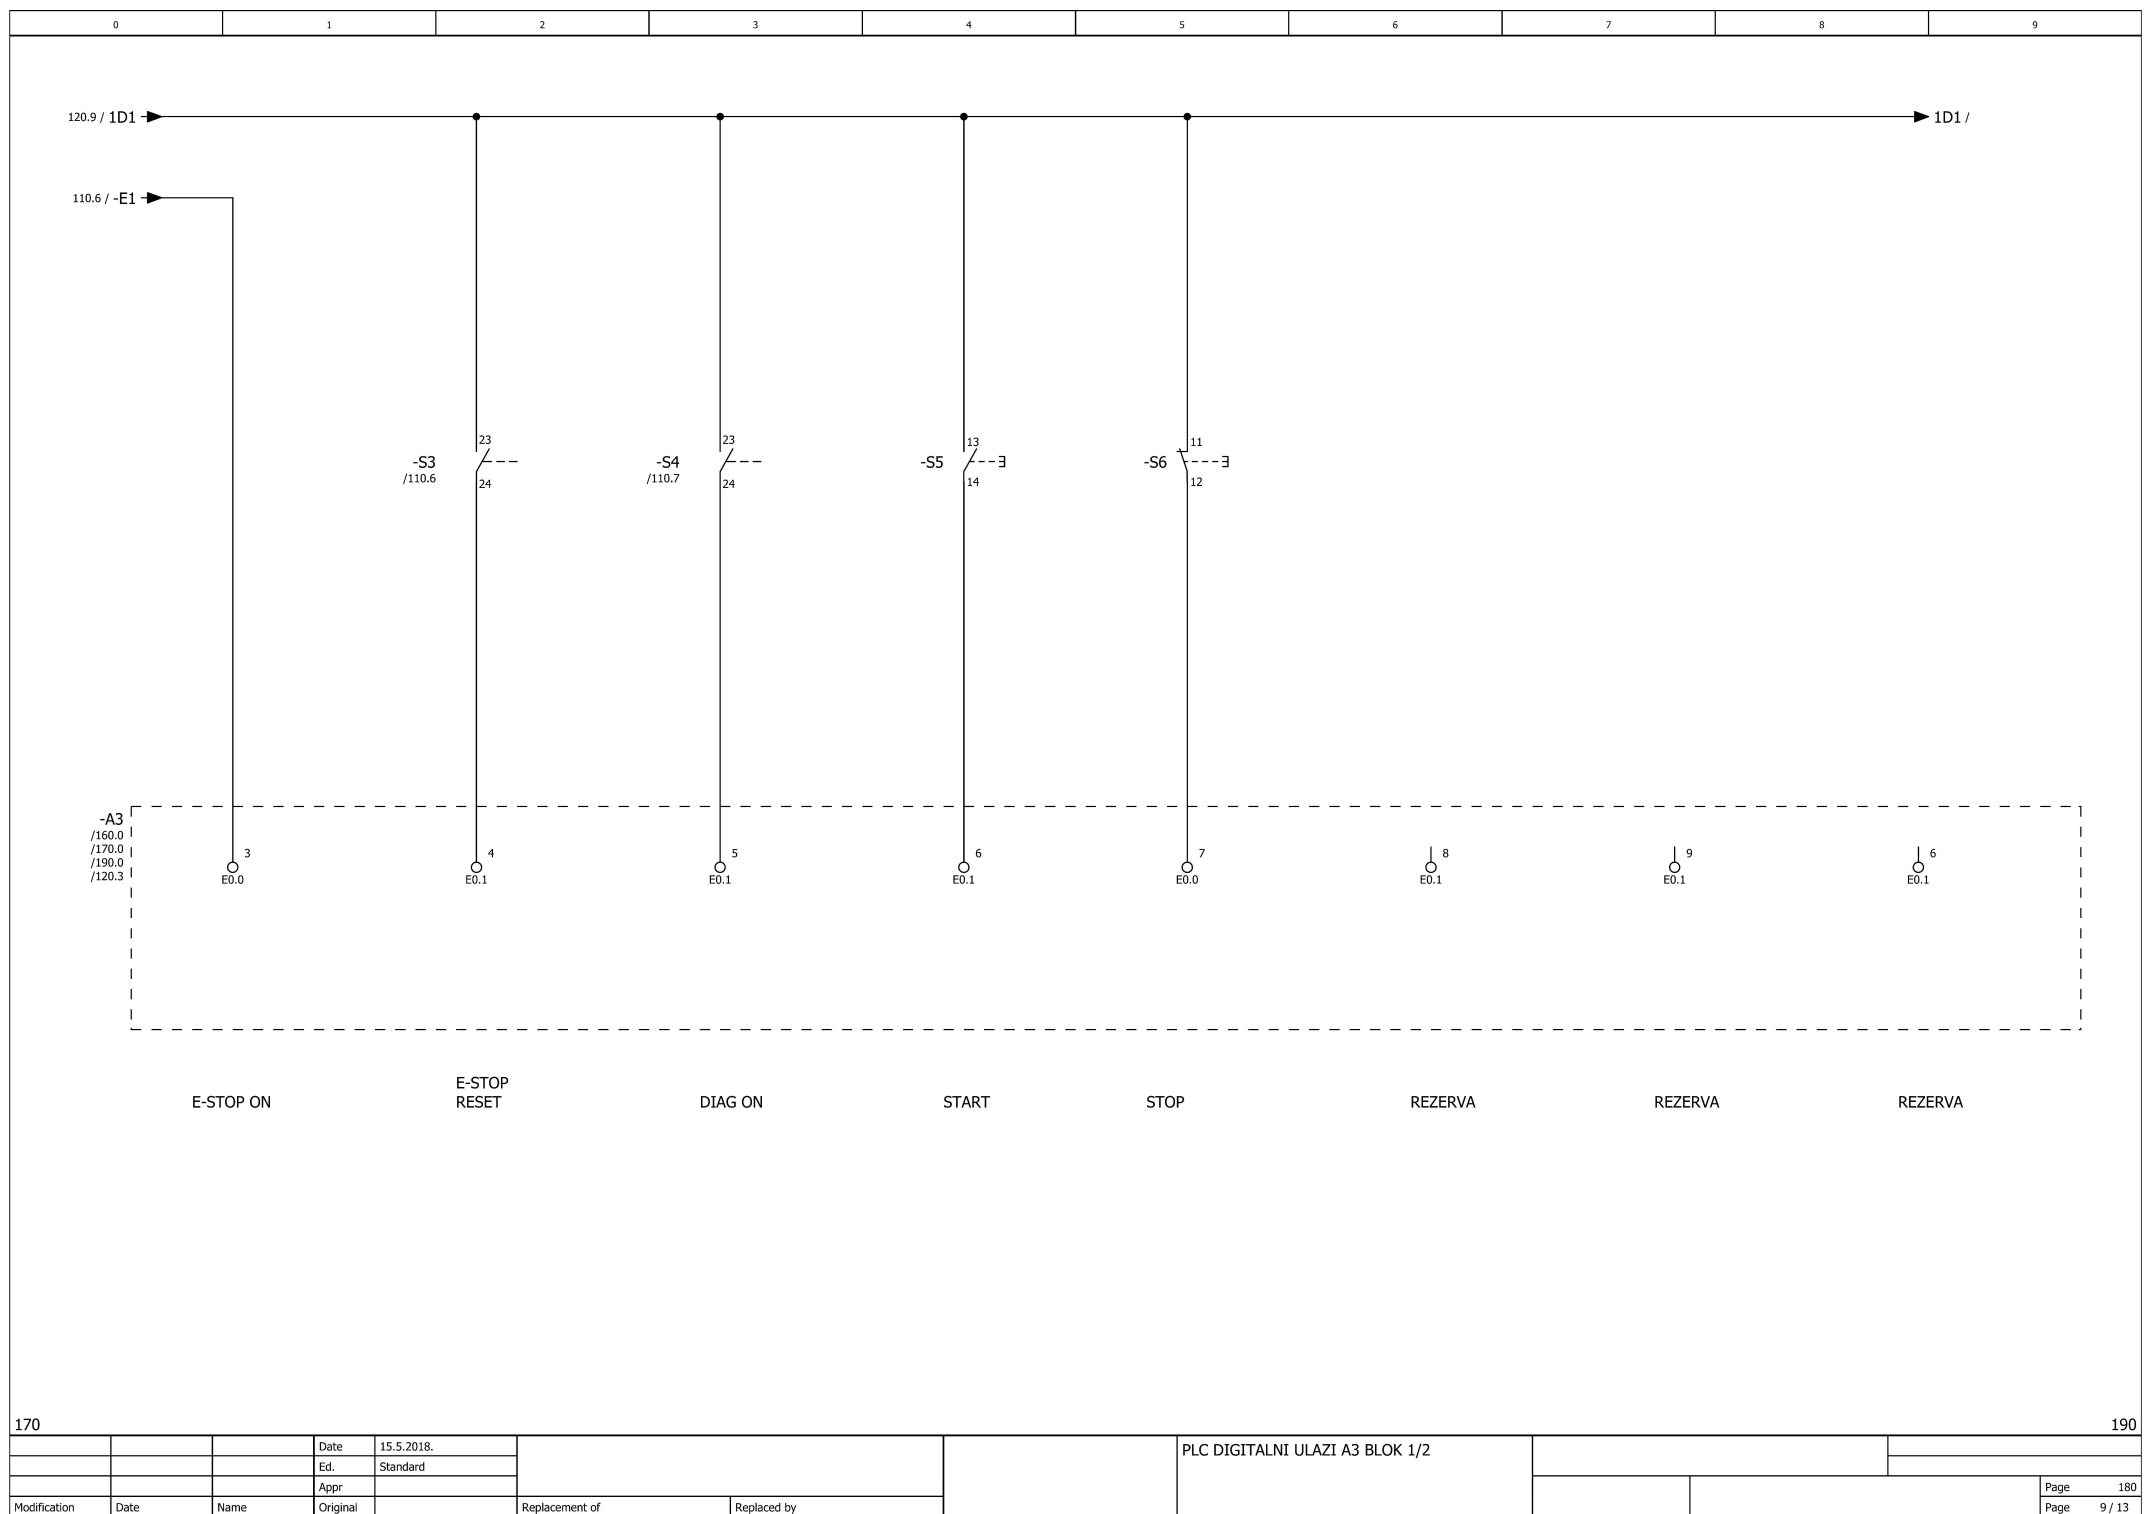 0 1 2 3 4 5 6 7 8 9
120.9 / 1D1
1D1 /
110.6 / -E1
23 23 13 11
-S3 -S4 -S5 -S6
/110.6 /110.7
24 24 14 12
-A3
/160.0
/170.0
/190.0
/120.3
3 4 5 6 7 8 9 6
E0.0 E0.1 E0.1 E0.1 E0.0 E0.1 E0.1 E0.1
E-STOP ON
E-STOP
RESET
DIAG ON
START
STOP
REZERVA
REZERVA
REZERVA
170 190
Date 15.5.2018.
PLC DIGITALNI ULAZI A3 BLOK 1/2
Ed. Standard
Appr
Page 180
Modification Date Name Original Replacement of Replaced by
Page 9 / 13